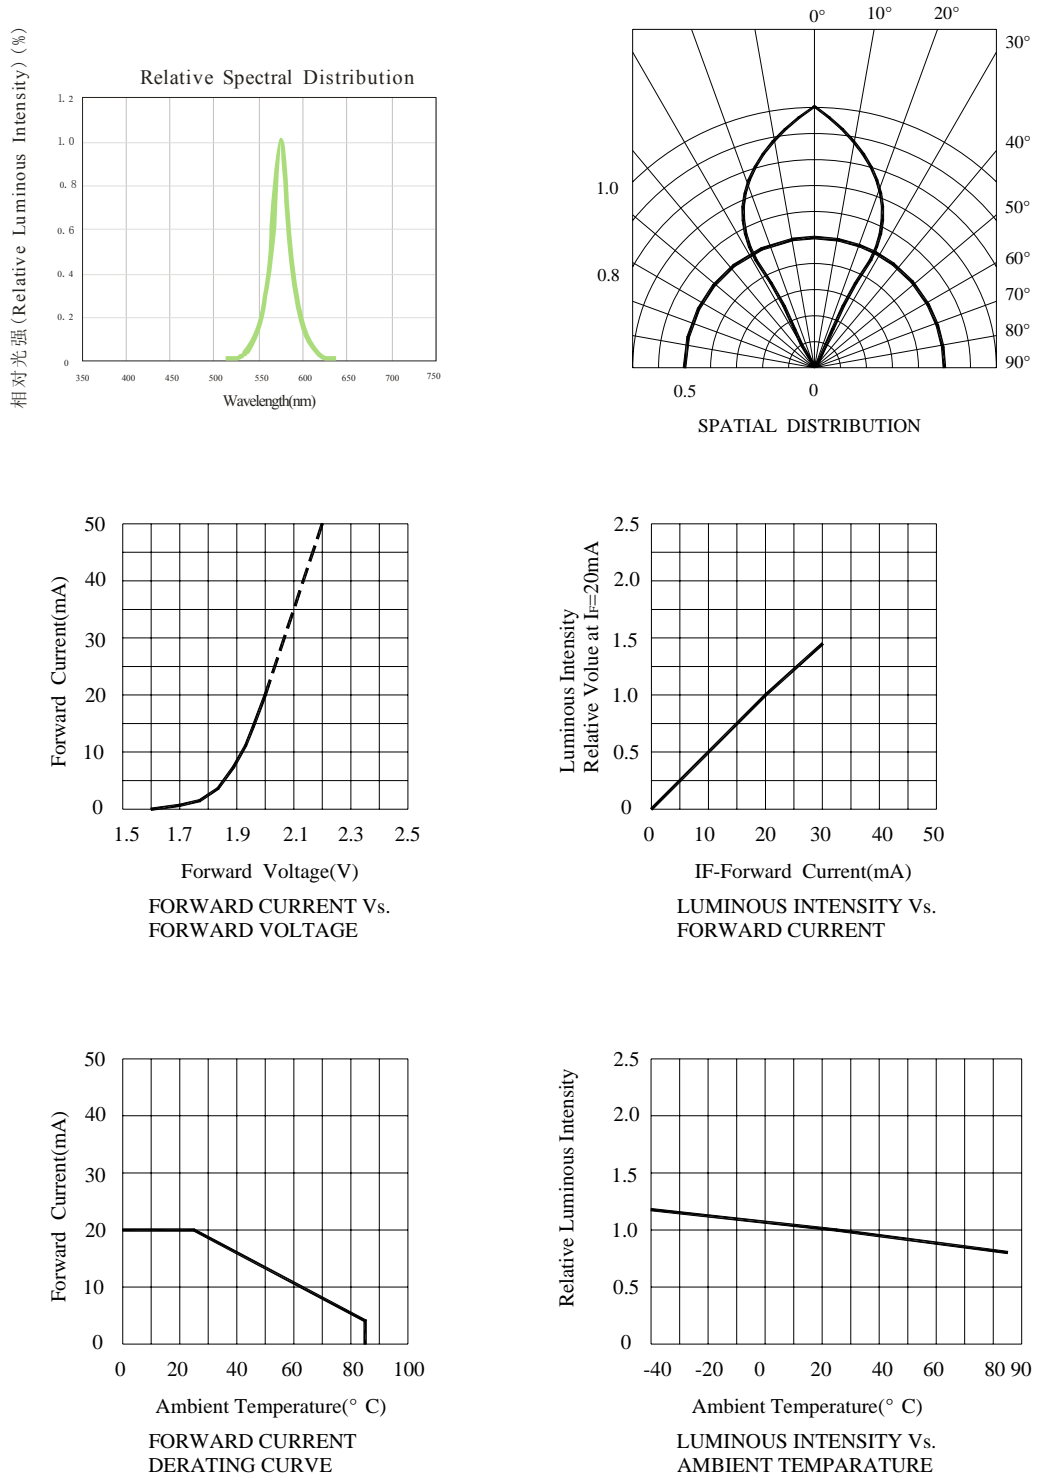 相对光强(Relative Luminous Intensity)(%)
Relative Spectral Distribution
1.2
1.0
0.8
0.6
0.4
0.2
0
350 400 450 500 550 600 650 700 750
Wavelength(nm)
0° 10° 20°
30°
40°
50°
60°
70°
80°
90°
1.0
0.8
0.5 0
SPATIAL DISTRIBUTION
Forward Current(mA)
50
40
30
20
10
0
1.5 1.7 1.9 2.1 2.3 2.5
Forward Voltage(V)
FORWARD CURRENT Vs.
FORWARD VOLTAGE
Luminous Intensity
Relative Volue at IF=20mA
2.5
2.0
1.5
1.0
0.5
0
0 10 20 30 40 50
IF-Forward Current(mA)
LUMINOUS INTENSITY Vs.
FORWARD CURRENT
Forward Current(mA)
50
40
30
20
10
0
0 20 40 60 80 100
Ambient Temperature(° C)
FORWARD CURRENT
DERATING CURVE
Relative Luminous Intensity
2.5
2.0
1.5
1.0
0.5
0
-40 -20 0 20 40 60 80 90
Ambient Temperature(° C)
LUMINOUS INTENSITY Vs.
AMBIENT TEMPARATURE